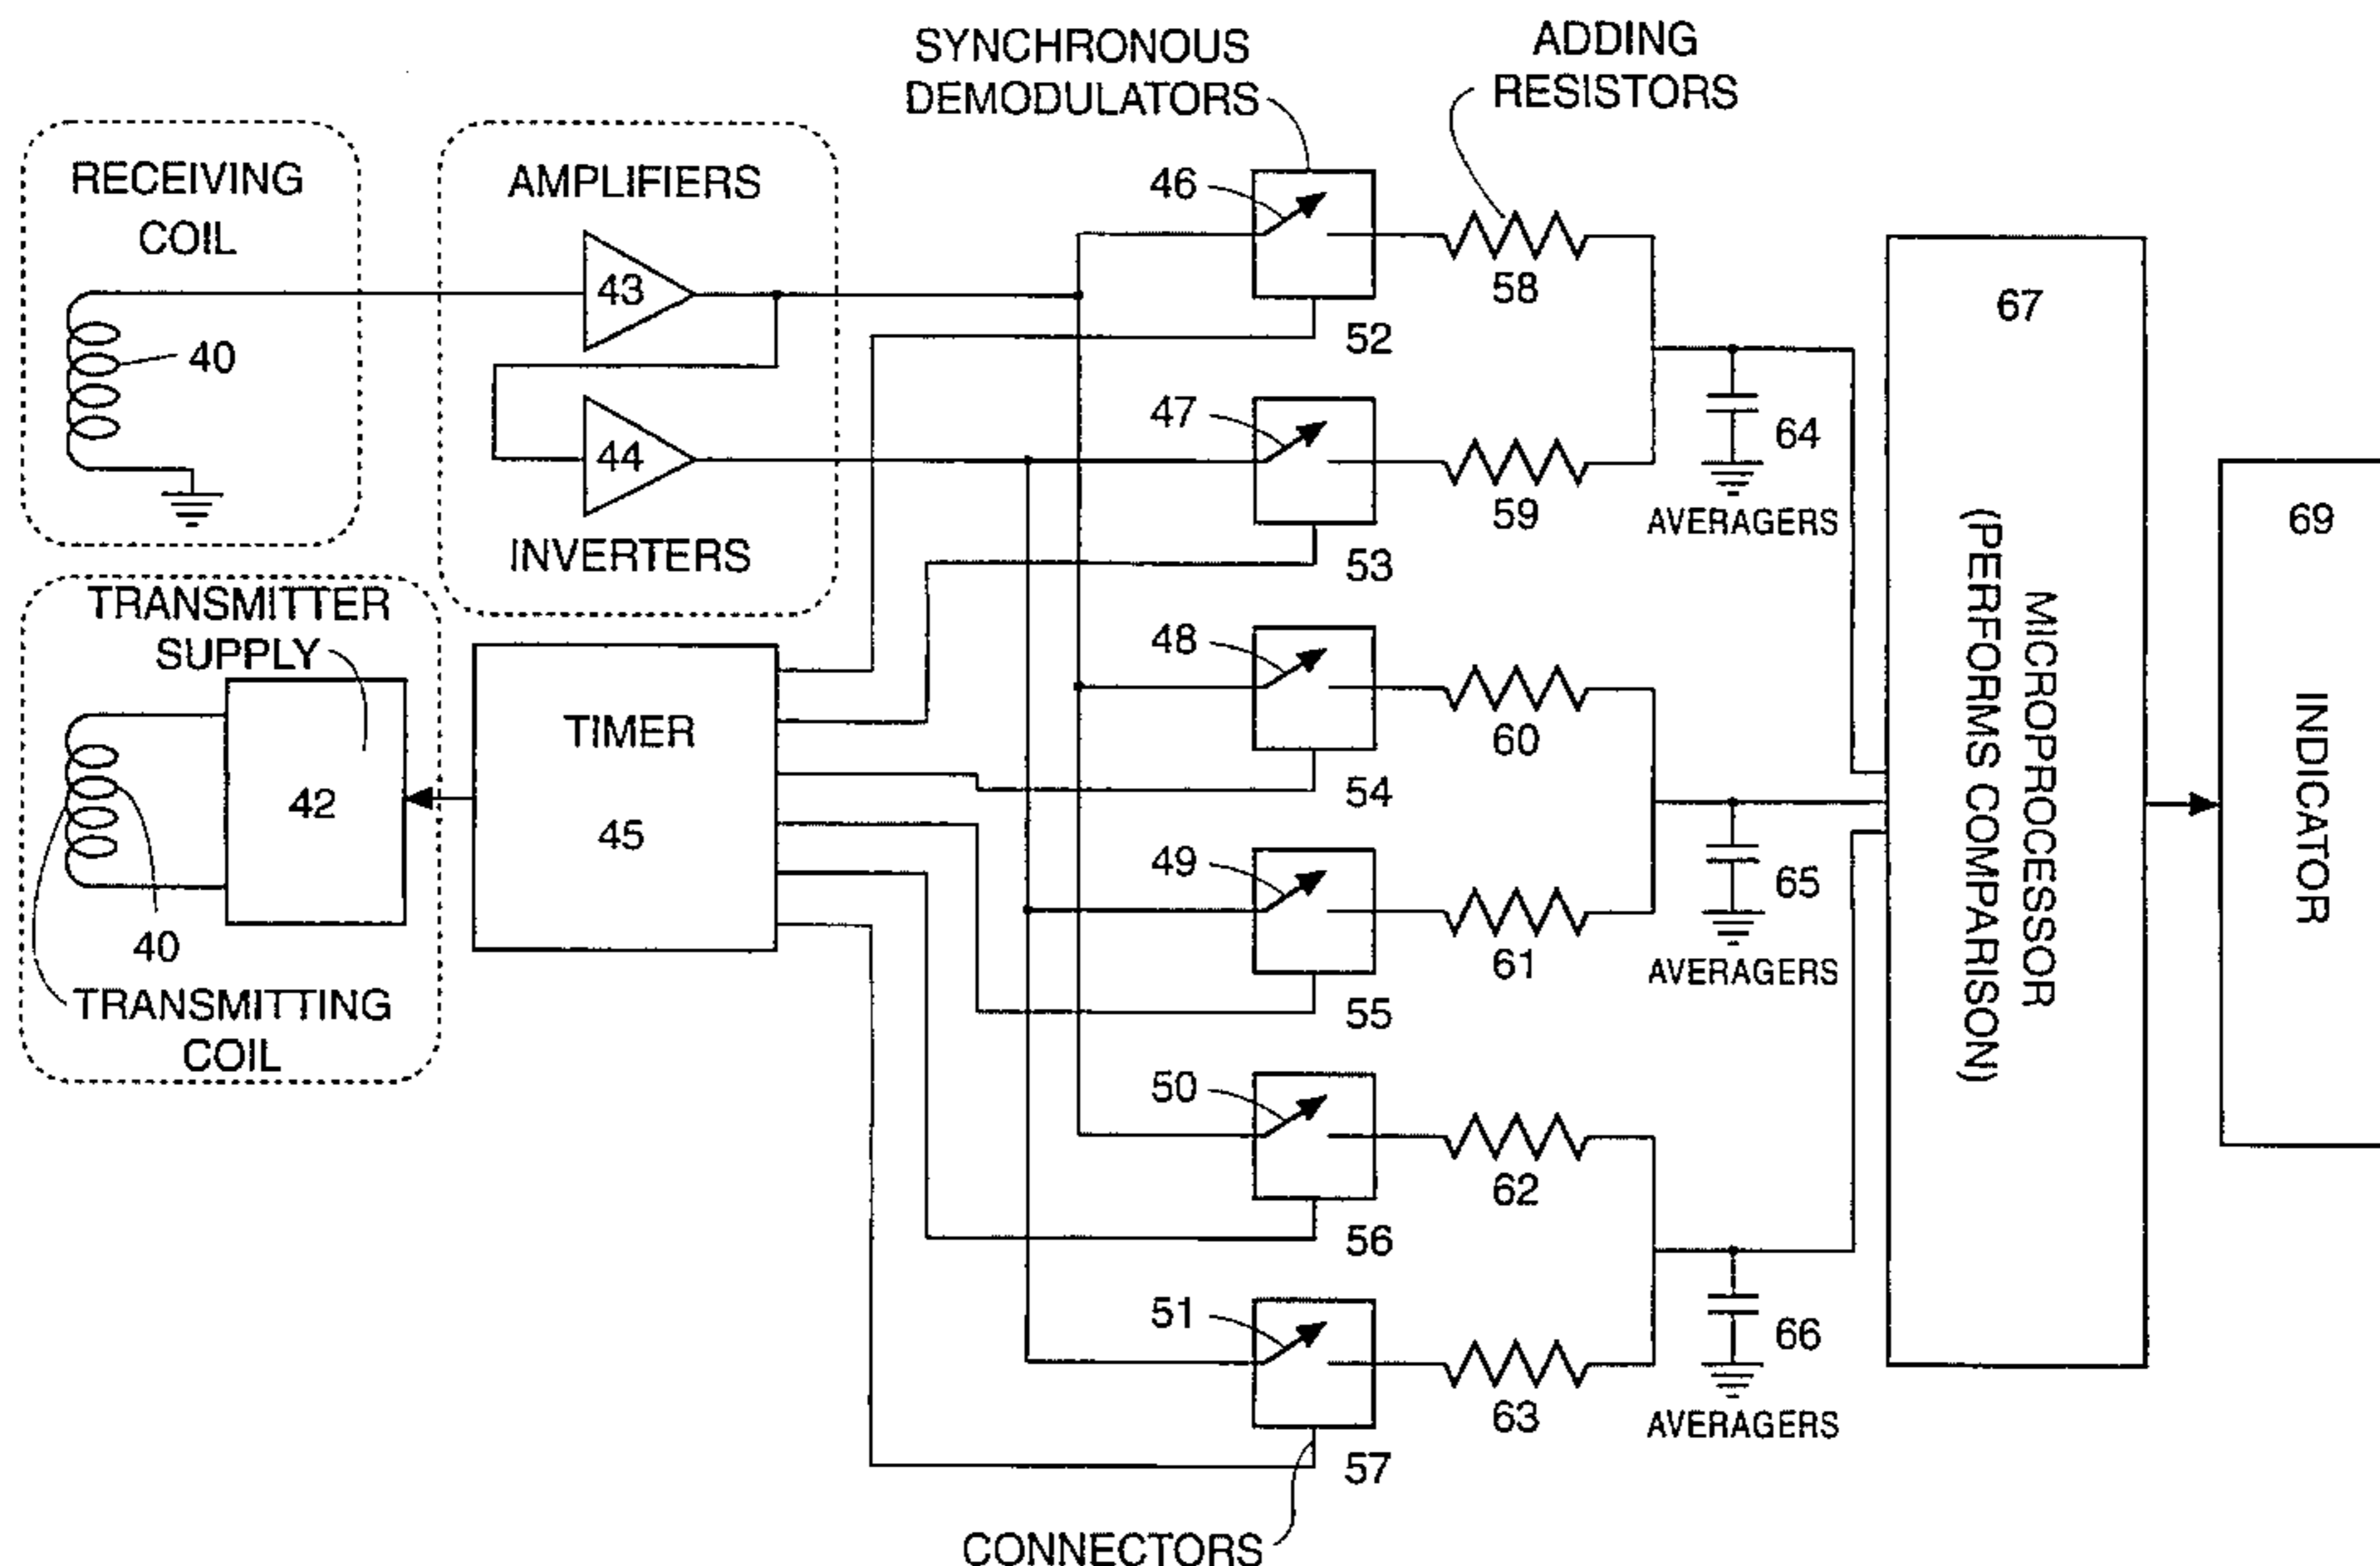 SYNCHRONOUS
DEMODULATORS
ADDING
RESISTORS
RECEIVING
COIL
40
AMPLIFIERS
43
44
INVERTERS
TRANSMITTER
SUPPLY
42
40
TRANSMITTING
COIL
TIMER
45
46
52
47
53
48
54
49
55
50
56
51
57
CONNECTORS
58
59
60
61
62
63
64
AVERAGERS
65
AVERAGERS
66
AVERAGERS
67
MICROPROCESSOR
(PERFORMS COMPARISON)
69
INDICATOR